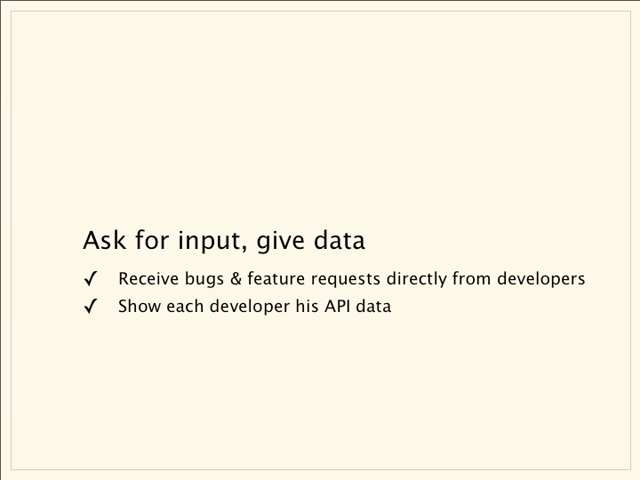 Ask for input, give data
✓ Receive bugs & feature requests directly from developers
✓ Show each developer his API data